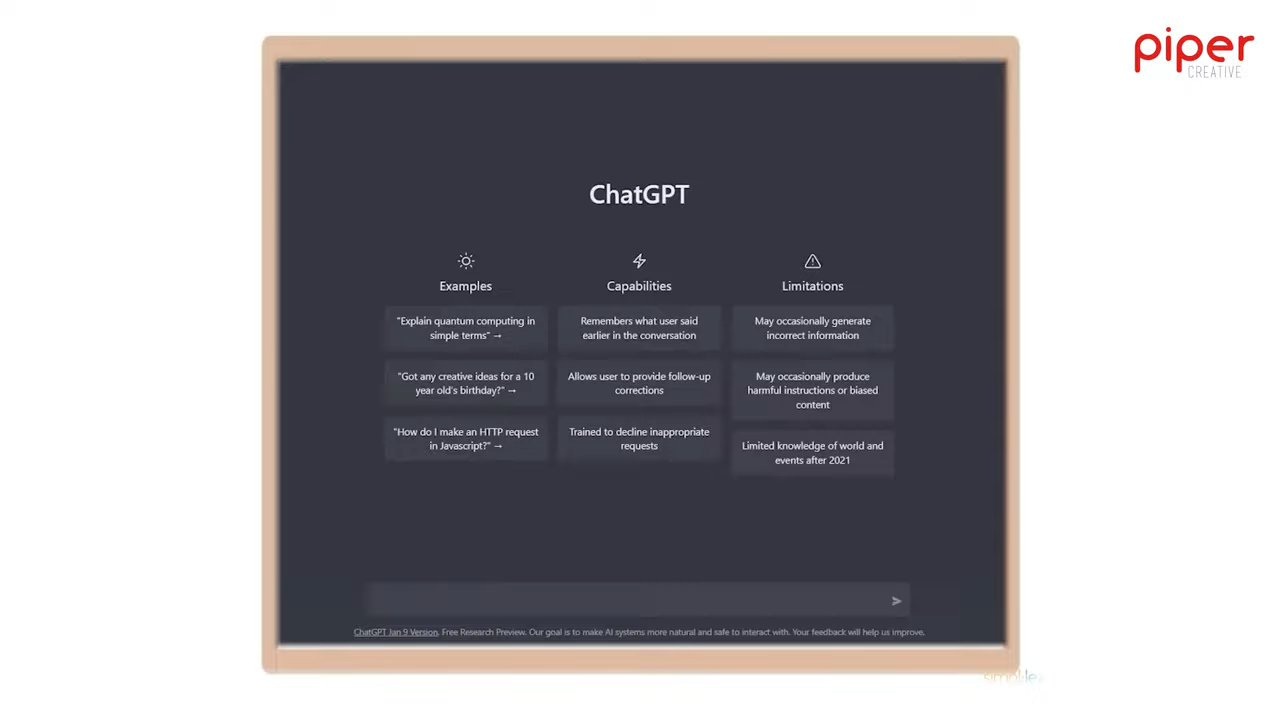 piper
CREATIVE
ChatGPT
Examples
"Explain quantum computing in
simple terms" →
"Got any creative ideas for a 10
year old's birthday?" →
"How do I make an HTTP request
in Javascript?" →
Capabilities
Remembers what user said
earlier in the conversation
Allows user to provide follow-up
corrections
Trained to decline inappropriate
requests
Limitations
May occasionally generate
incorrect information
May occasionally produce
harmful instructions or biased
content
Limited knowledge of world and
events after 2021
ChatGPT Jan 9 Version. Free Research Preview. Our goal is to make AI systems more natural and safe to interact with. Your feedback will help us improve.